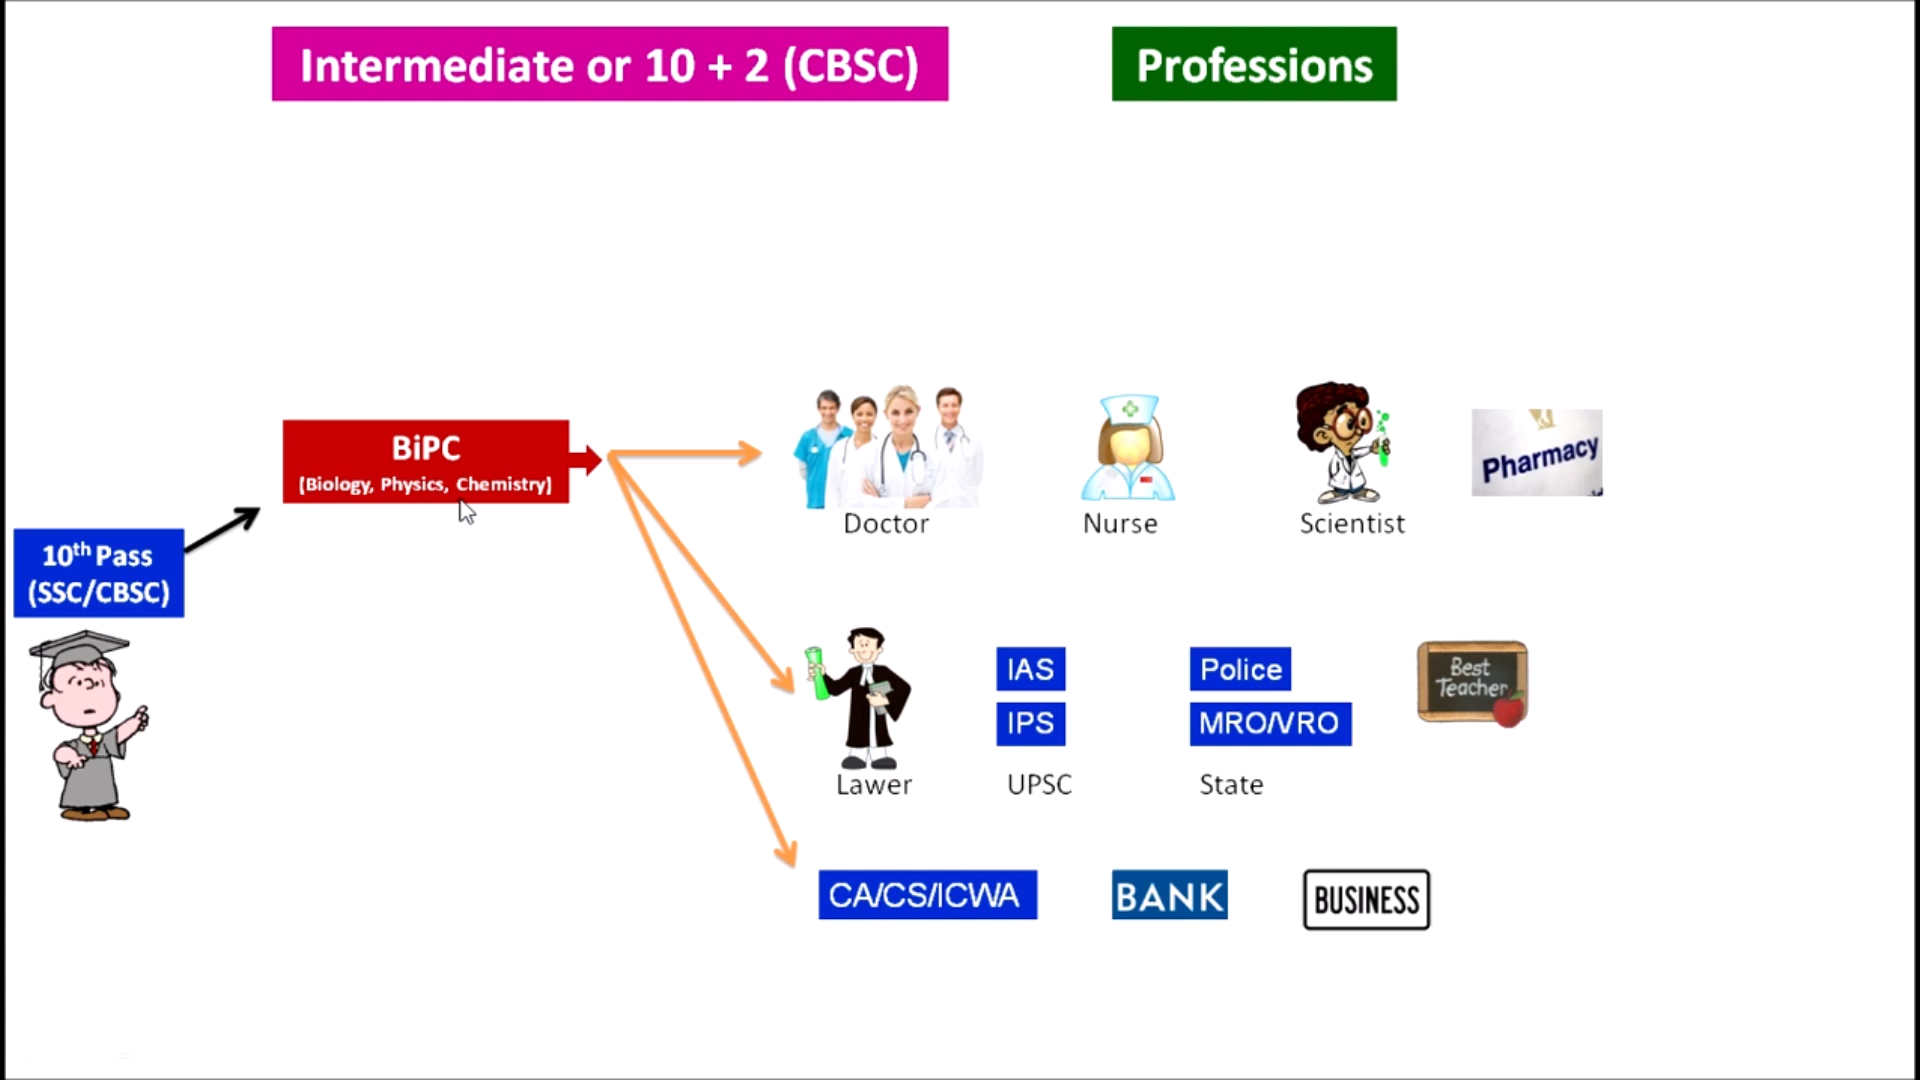 Intermediate or 10 + 2 (CBSC)
Professions
BiPC
(Biology, Physics, Chemistry)
10th Pass
(SSC/CBSC)
Doctor
Nurse
Scientist
Pharmacy
Lawer
IAS
IPS
UPSC
Police
MRO/VRO
State
Best
Teacher
CA/CS/ICWA
BANK
BUSINESS